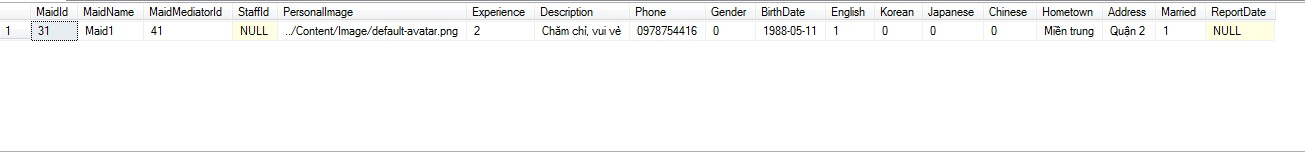 MaidId MaidName MaidMediatorId StaffId PersonalImage Experience Description Phone Gender BirthDate English Korean Japanese Chinese Hometown Address Married ReportDate
1 31 Maid1 41 NULL ../Content/Image/default-avatar.png 2 Chăm chỉ, vui vẻ 0978754416 0 1988-05-11 1 0 0 0 Miền trung Quận 2 1 NULL